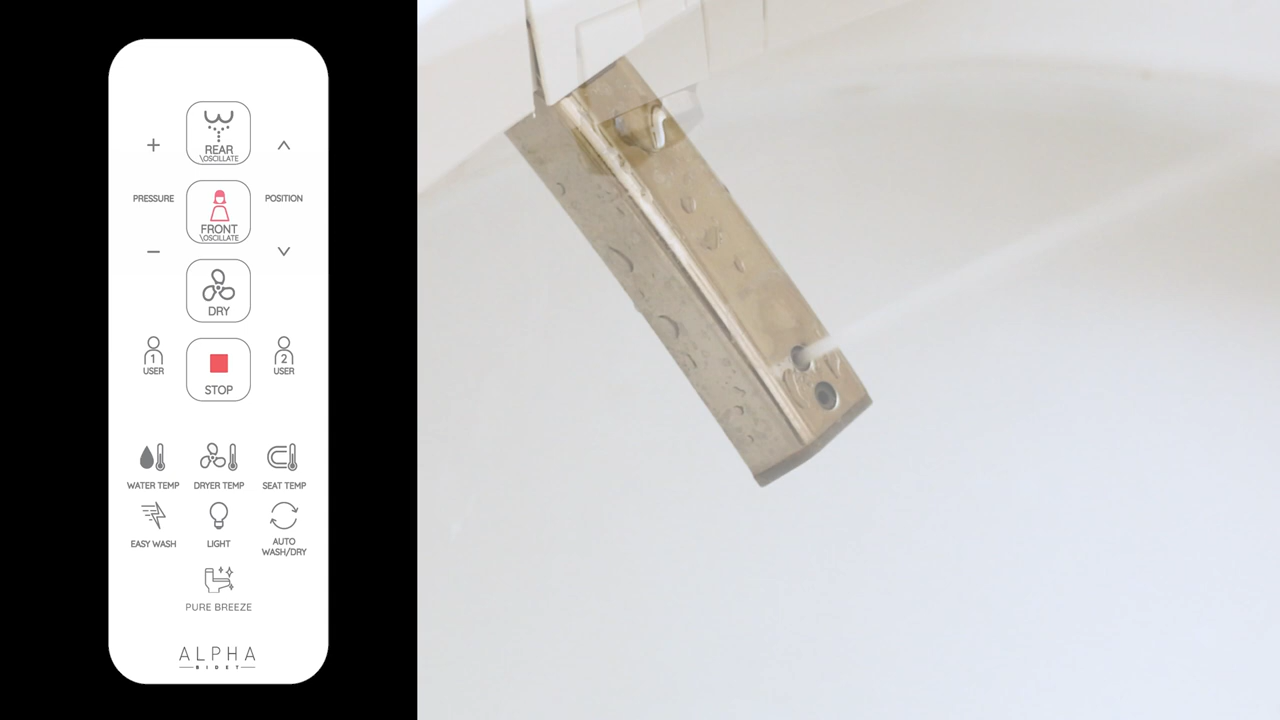 REAR
\OSCILLATE
+
PRESSURE
POSITION
FRONT
\OSCILLATE
−
DRY
1
USER
STOP
2
USER
WATER TEMP
DRYER TEMP
SEAT TEMP
EASY WASH
LIGHT
AUTO
WASH/DRY
PURE BREEZE
ALPHA
BIDET